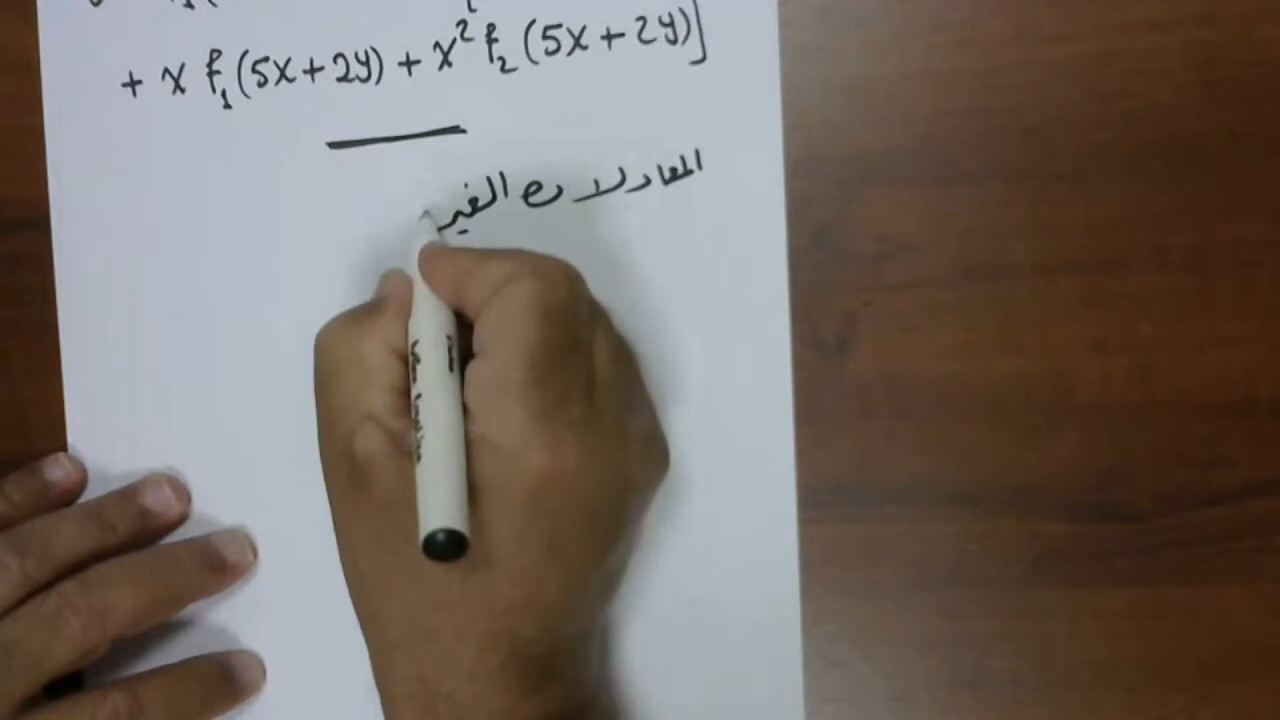 + x f₁(5x+2y) + x² f₂(5x+2y)]
المعادلات الغير